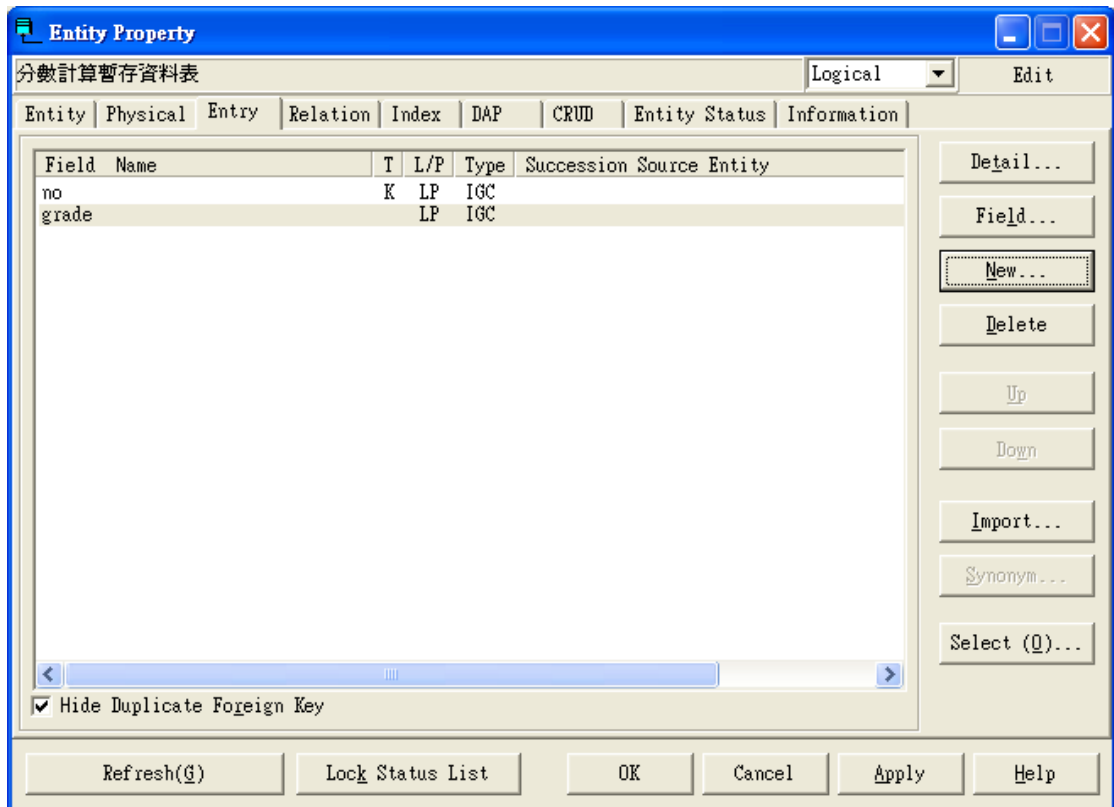 Entity Property
分數計算暫存資料表 Logical Edit
Entity Physical Entry Relation Index DAP CRUD Entity Status Information
Field Name T L/P Type Succession Source Entity
no K LP IGC
grade LP IGC
Detail...
Field...
New...
Delete
Up
Down
Import...
Synonym...
Select (O)...
Hide Duplicate Foreign Key
Refresh(G) Lock Status List OK Cancel Apply Help